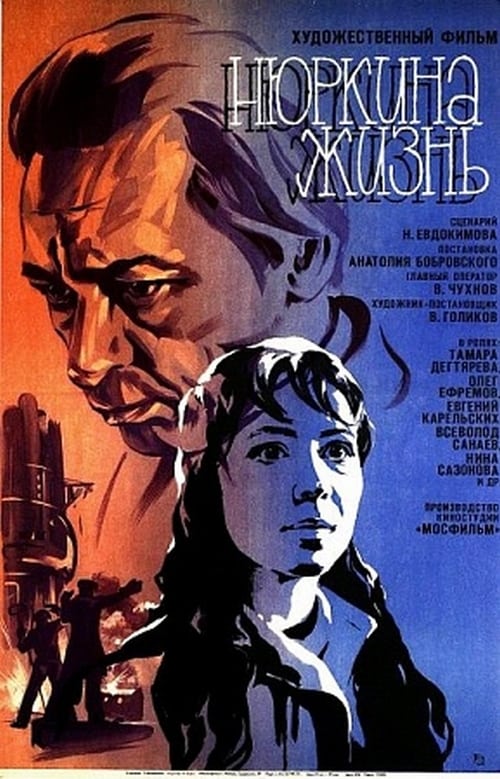 ХУДОЖЕСТВЕННЫЙ ФИЛЬМ
НЮРКИНА
ЖИЗНЬ
СЦЕНАРИЙ
Н. ЕВДОКИМОВА
ПОСТАНОВКА
АНАТОЛИЯ БОБРОВСКОГО
ГЛАВНЫЙ ОПЕРАТОР
В. ЧУХНОВ
ХУДОЖНИК-ПОСТАНОВЩИК
В. ГОЛИКОВ
В РОЛЯХ:
ТАМАРА
ДЕГТЯРЕВА,
ОЛЕГ
ЕФРЕМОВ,
ЕВГЕНИЙ
КАРЕЛЬСКИХ,
ВСЕВОЛОД
САНАЕВ,
НИНА
САЗОНОВА
И ДР
ПРОИЗВОДСТВО
КИНОСТУДИИ
«МОСФИЛЬМ»